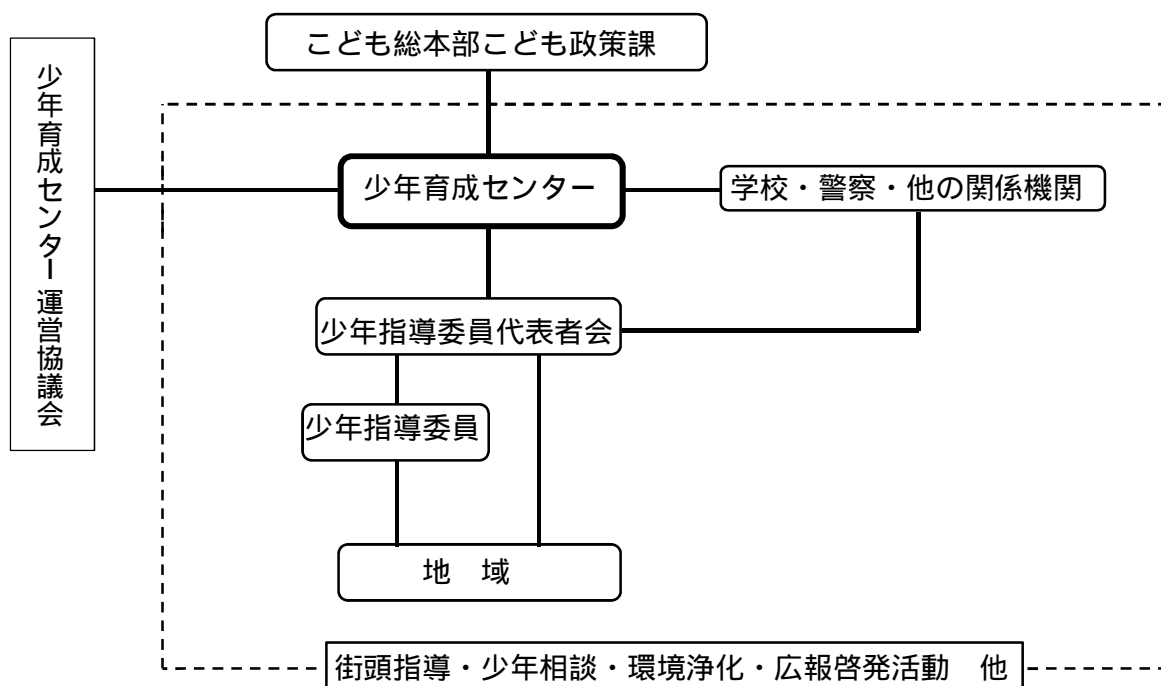 こども総本部こども政策課
少年育成センター運営協議会
少年育成センター
学校・警察・他の関係機関
少年指導委員代表者会
少年指導委員
地　域
街頭指導・少年相談・環境浄化・広報啓発活動　他